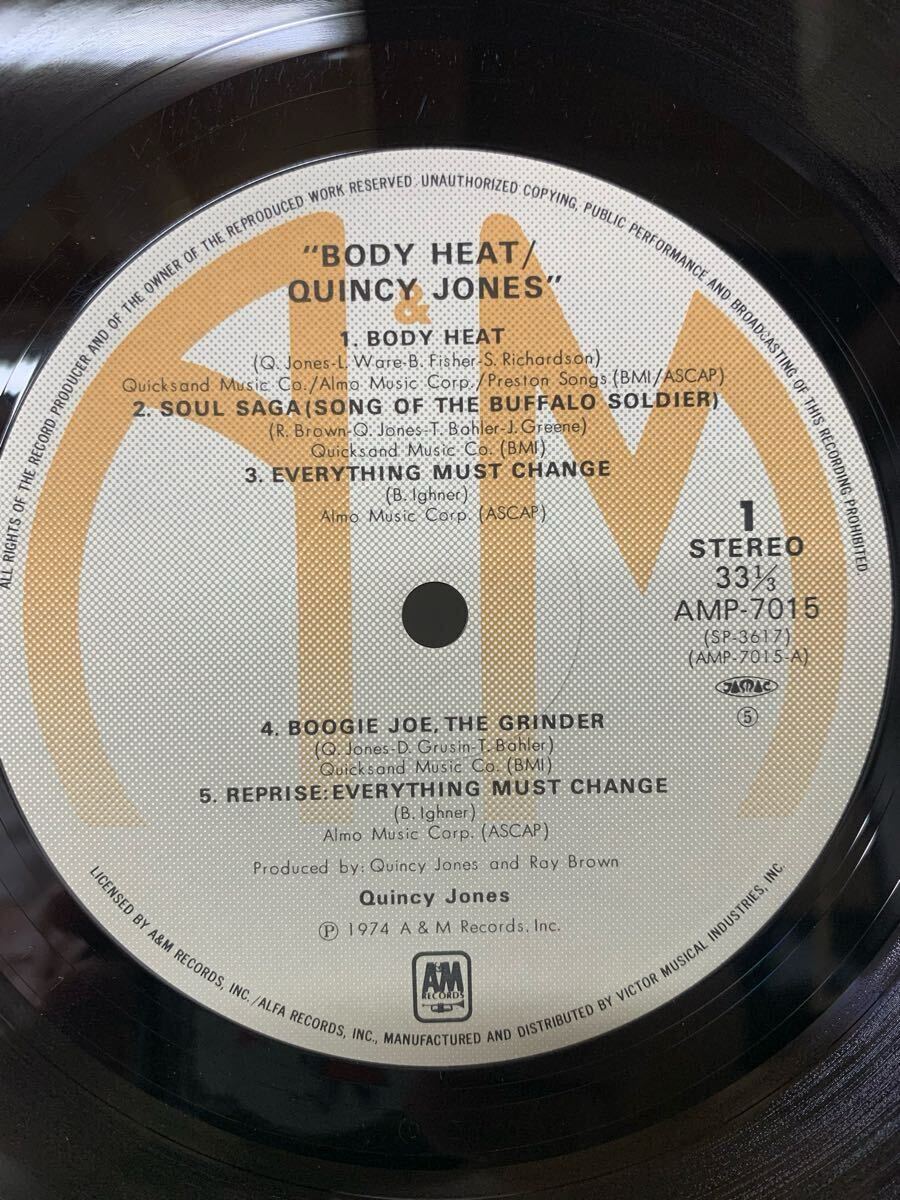 ALL RIGHTS OF THE RECORD PRODUCER AND OF THE OWNER OF THE REPRODUCED WORK RESERVED. UNAUTHORIZED COPYING, PUBLIC PERFORMANCE AND BROADCASTING OF THIS RECORDING PROHIBITED
"BODY HEAT/
QUINCY JONES"
&
1. BODY HEAT
(Q. Jones-L. Ware-B. Fisher-S. Richardson)
Quicksand Music Co./Almo Music Corp./Preston Songs (BMI/ASCAP)
2. SOUL SAGA (SONG OF THE BUFFALO SOLDIER)
(R. Brown-Q. Jones-T. Bahler-J. Greene)
Quicksand Music Co. (BMI)
3. EVERYTHING MUST CHANGE
(B. Ighner)
Almo Music Corp. (ASCAP)
1
STEREO
33⅓
AMP-7015
(SP-3617)
(AMP-7015-A)
JASRAC
⑤
4. BOOGIE JOE, THE GRINDER
(Q. Jones-D. Grusin-T. Bahler)
Quicksand Music Co. (BMI)
5. REPRISE: EVERYTHING MUST CHANGE
(B. Ighner)
Almo Music Corp. (ASCAP)
Produced by: Quincy Jones and Ray Brown
Quincy Jones
Ⓟ 1974 A & M Records, Inc.
A&M
RECORDS
LICENSED BY A&M RECORDS, INC./ALFA RECORDS, INC., MANUFACTURED AND DISTRIBUTED BY VICTOR MUSICAL INDUSTRIES, INC.